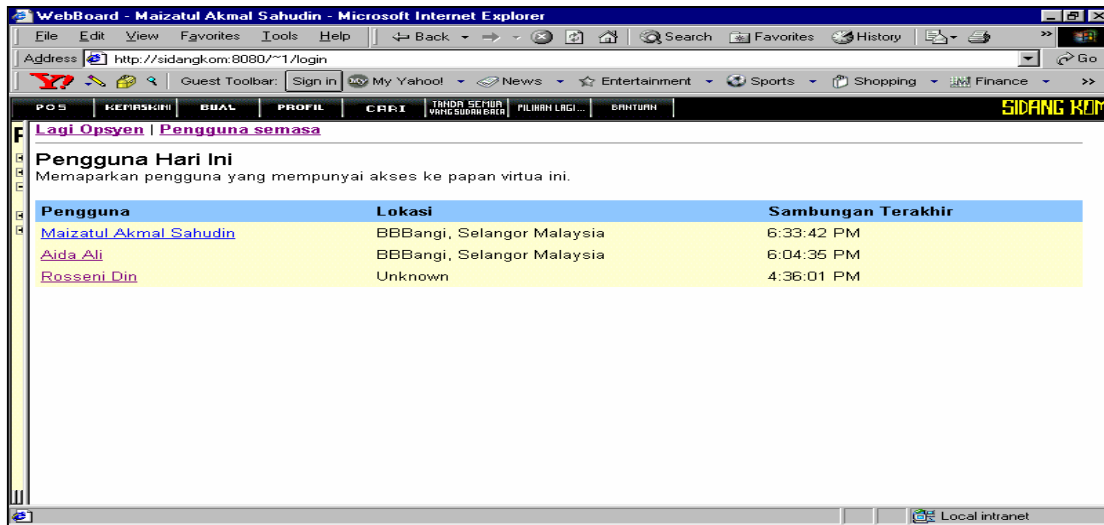 WebBoard - Maizatul Akmal Sahudin - Microsoft Internet Explorer
File Edit View Favorites Tools Help Back Search Favorites History »
Address http://sidangkom:8080/~1/login Go
Y7 Guest Toolbar: Sign in My Yahoo! News Entertainment Sports Shopping Finance »
POS KEMASKINI BUAL PROFIL CARI TANDA SEMUA YANG SUDAH BACA PILIHAN LAGI... BANTUAN SIDANG KOM
Lagi Opsyen | Pengguna semasa
Pengguna Hari Ini
Memaparkan pengguna yang mempunyai akses ke papan virtua ini.
Pengguna Lokasi Sambungan Terakhir
Maizatul Akmal Sahudin BBBangi, Selangor Malaysia 6:33:42 PM
Aida Ali BBBangi, Selangor Malaysia 6:04:35 PM
Rosseni Din Unknown 4:36:01 PM
Local intranet